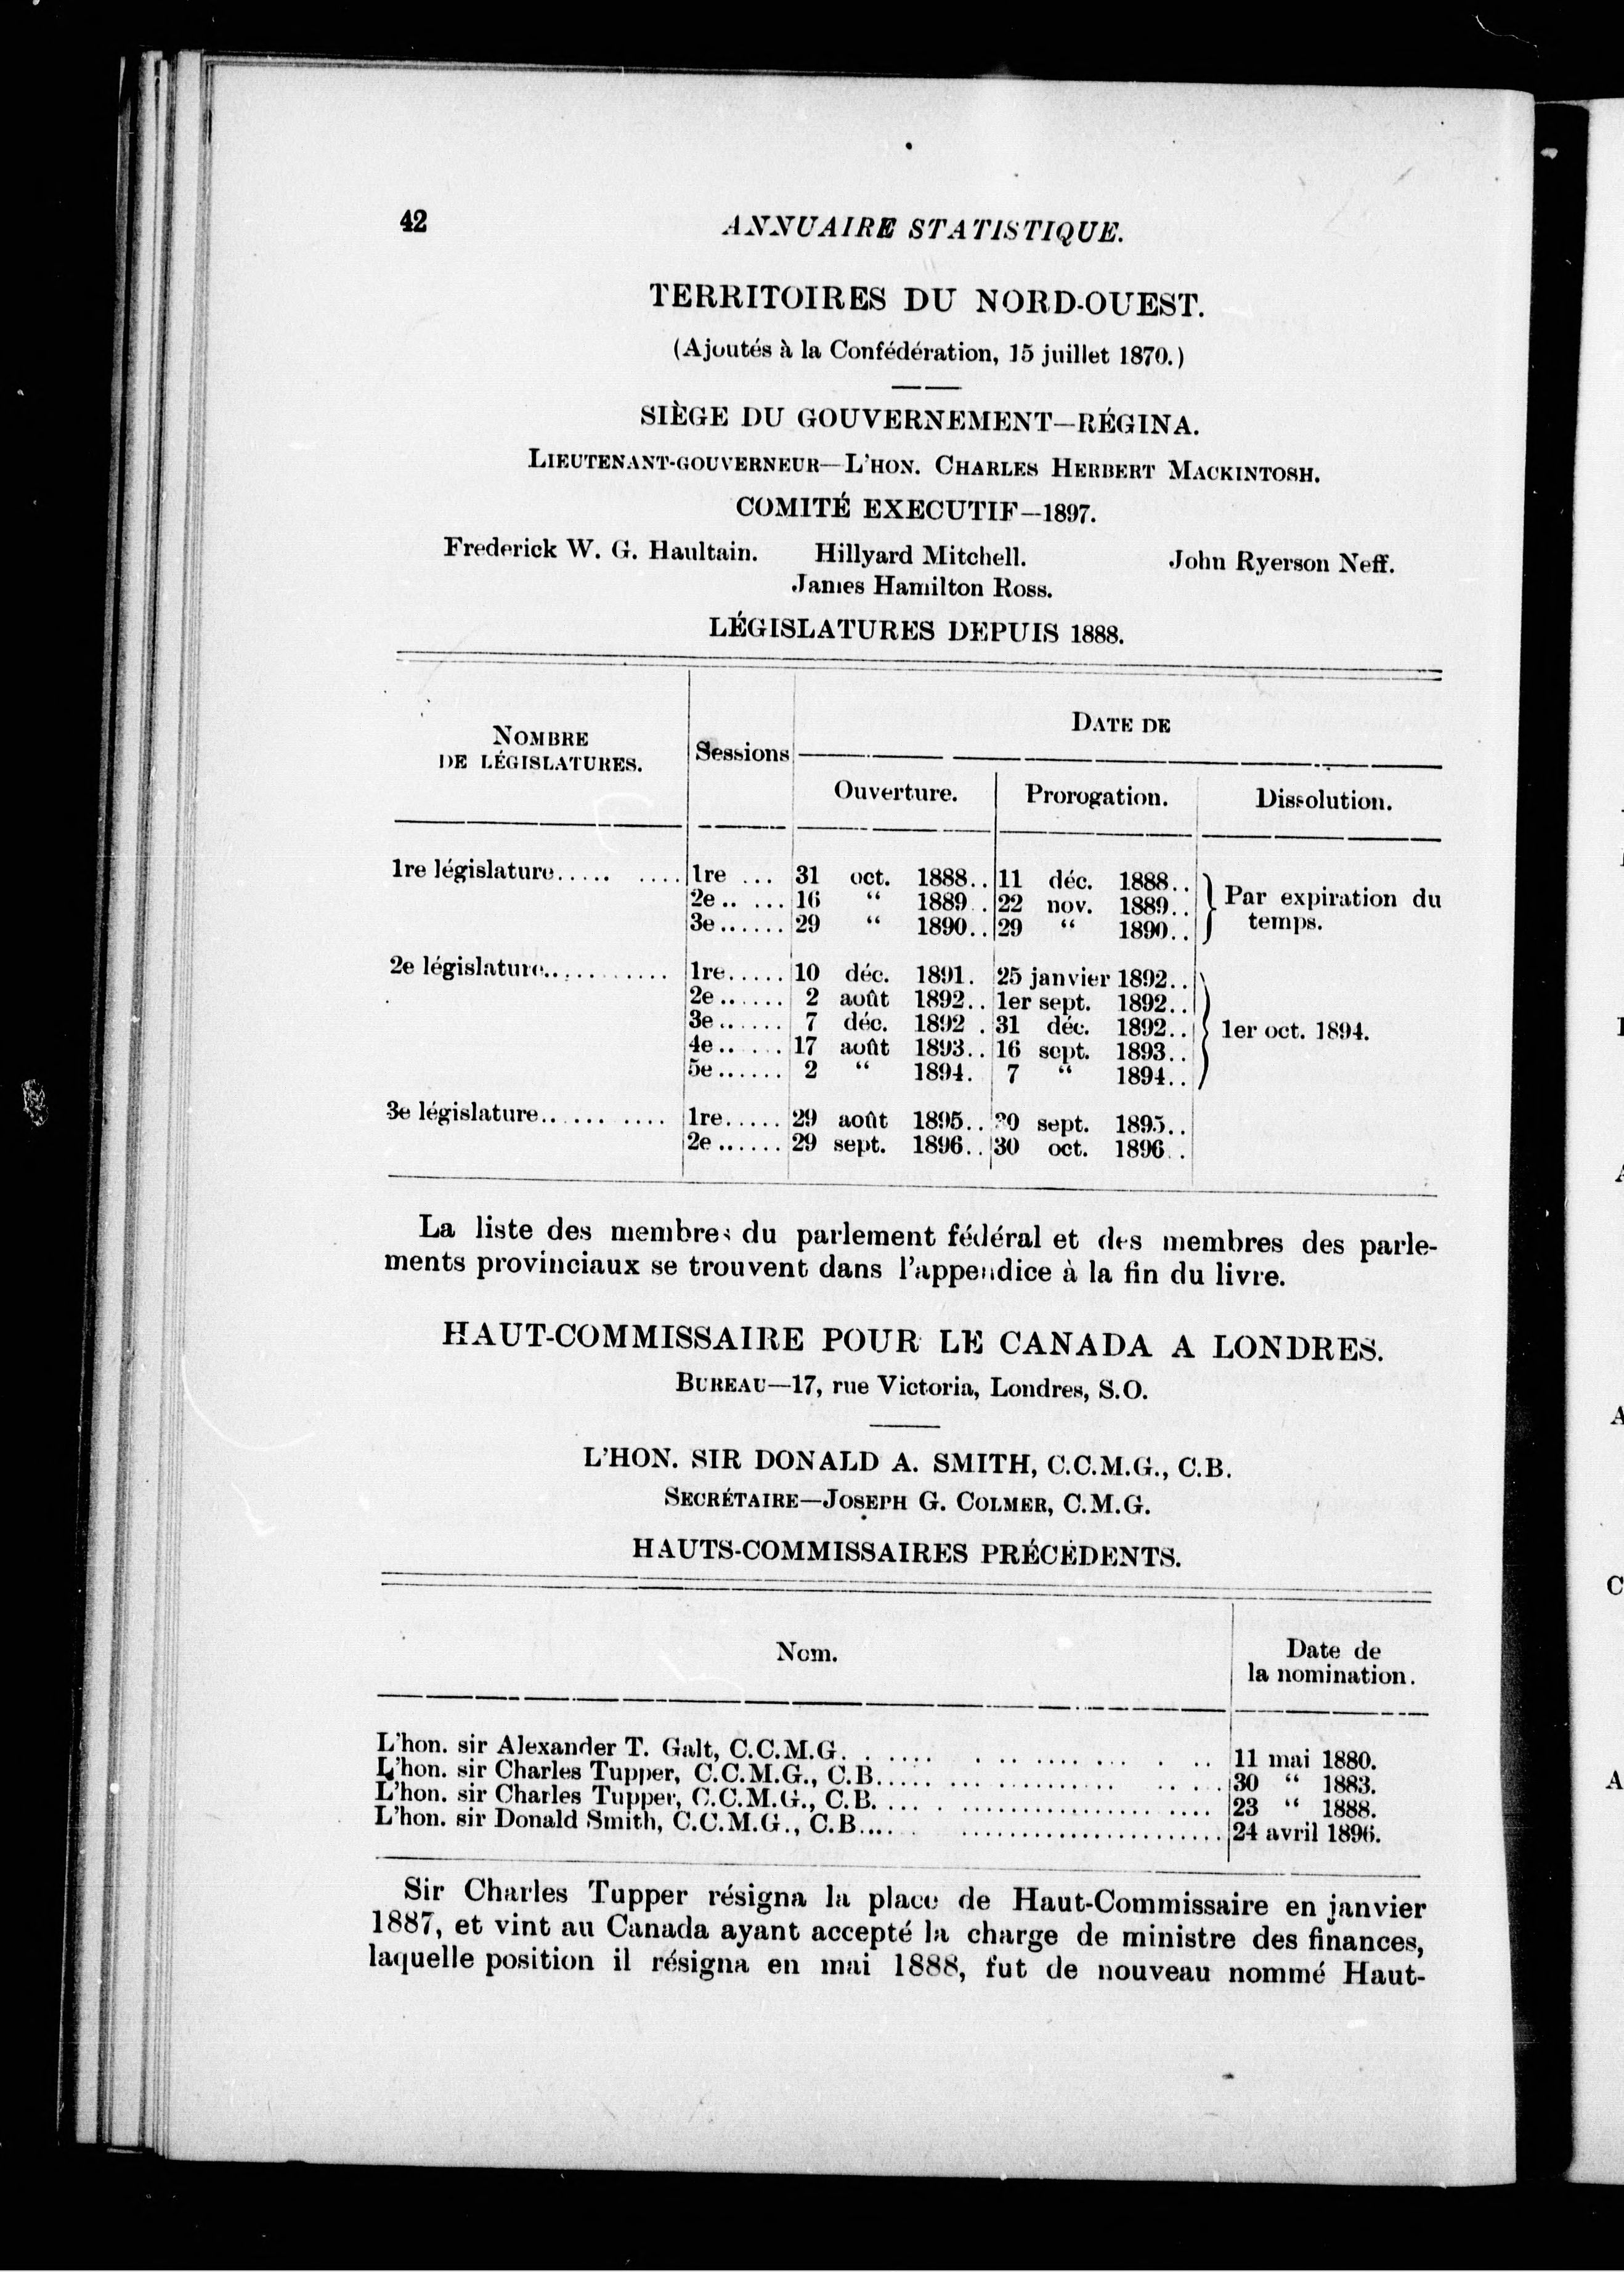 42 ANNUAIRE STATISTIQUE.
TERRITOIRES DU NORD-OUEST.
(Ajoutés à la Confédération, 15 juillet 1870.)
SIÈGE DU GOUVERNEMENT—RÉGINA.
LIEUTENANT-GOUVERNEUR—L'HON. CHARLES HERBERT MACKINTOSH.
COMITÉ EXECUTIF—1897.
Frederick W. G. Haultain. Hillyard Mitchell. John Ryerson Neff.
James Hamilton Ross.
LÉGISLATURES DEPUIS 1888.
NOMBRE
DE LÉGISLATURES.
Sessions
DATE DE
Ouverture. Prorogation. Dissolution.
1re législature..... .... 1re ... 31 oct. 1888.. 11 déc. 1888..
2e.. ... 16 “ 1889.. 22 nov. 1889..
3e...... 29 “ 1890.. 29 “ 1890..
Par expiration du
temps.
2e législature............ 1re..... 10 déc. 1891. 25 janvier 1892..
2e...... 2 août 1892.. 1er sept. 1892..
3e...... 7 déc. 1892 . 31 déc. 1892.. 1er oct. 1894.
4e.. ... 17 août 1893.. 16 sept. 1893..
5e...... 2 “ 1894. 7 “ 1894..
3e législature...... .... 1re..... 29 août 1895.. 30 sept. 1895..
2e...... 29 sept. 1896.. 30 oct. 1896..
La liste des membres du parlement fédéral et des membres des parle-
ments provinciaux se trouvent dans l'appendice à la fin du livre.
HAUT-COMMISSAIRE POUR LE CANADA A LONDRES.
BUREAU—17, rue Victoria, Londres, S.O.
L'HON. SIR DONALD A. SMITH, C.C.M.G., C.B.
SECRÉTAIRE—JOSEPH G. COLMER, C.M.G.
HAUTS-COMMISSAIRES PRÉCÉDENTS.
Nom.
Date de
la nomination.
L'hon. sir Alexander T. Galt, C.C.M.G. 11 mai 1880.
L'hon. sir Charles Tupper, C.C.M.G., C.B. 30 “ 1883.
L'hon. sir Charles Tupper, C.C.M.G., C.B. 23 “ 1888.
L'hon. sir Donald Smith, C.C.M.G., C.B. 24 avril 1896.
Sir Charles Tupper résigna la place de Haut-Commissaire en janvier
1887, et vint au Canada ayant accepté la charge de ministre des finances,
laquelle position il résigna en mai 1888, fut de nouveau nommé Haut-